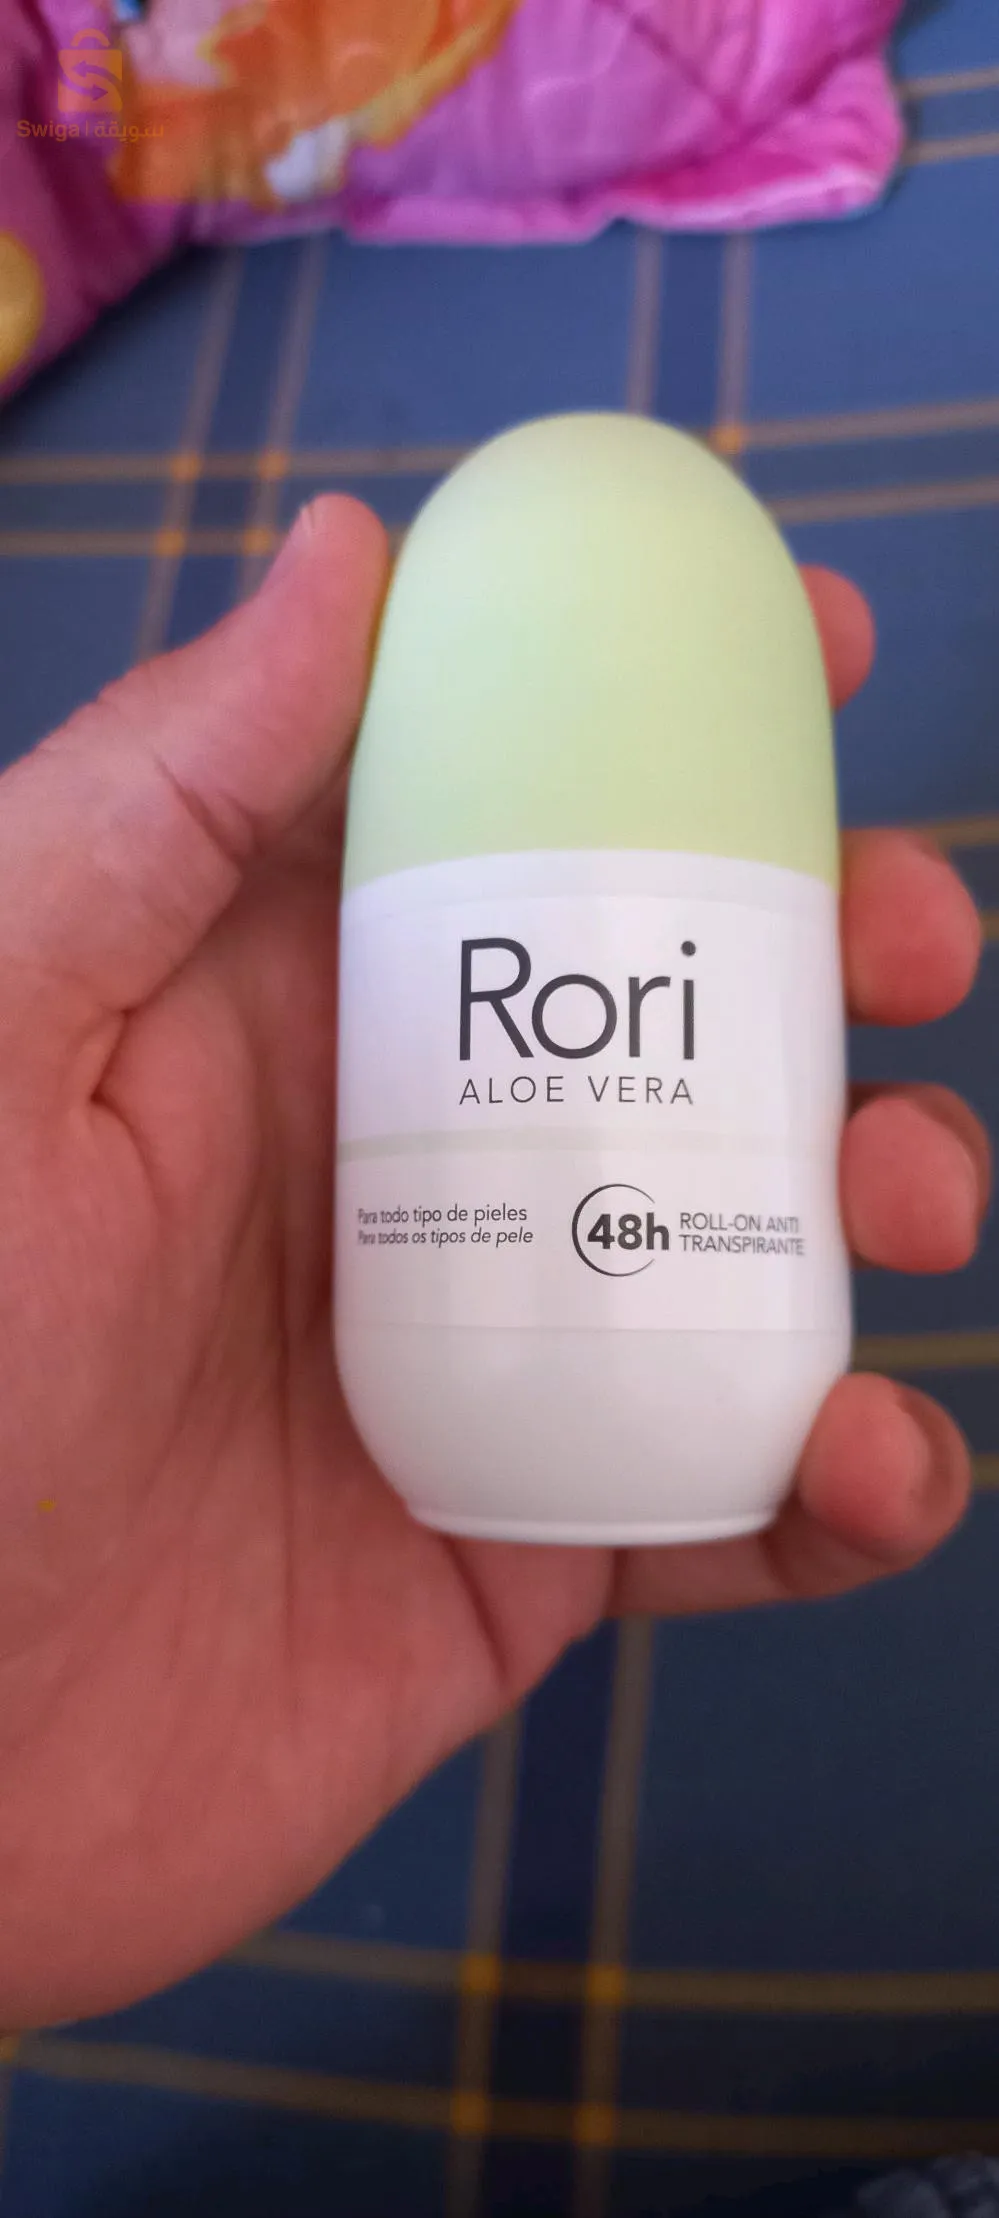 Swiga | سويقة
Rori
ALOE VERA
Para todo tipo de pieles
Para todos os tipos de pele
48h
ROLL-ON ANTI
TRANSPIRANTE